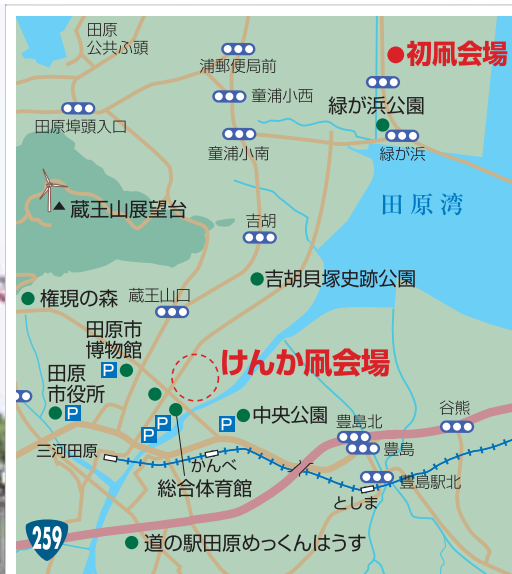 田原
公共ふ頭
浦郵便局前
初凧会場
童浦小西
緑が浜公園
田原埠頭入口
童浦小南
緑が浜
蔵王山展望台
田原湾
吉胡
吉胡貝塚史跡公園
権現の森
蔵王山口
田原市
博物館
P
けんか凧会場
田原
市役所
P
P
P
P
中央公園
豊島北
谷熊
三河田原
かんべ
豊島
総合体育館
豊島駅北
としま
259
道の駅田原めっくんはうす